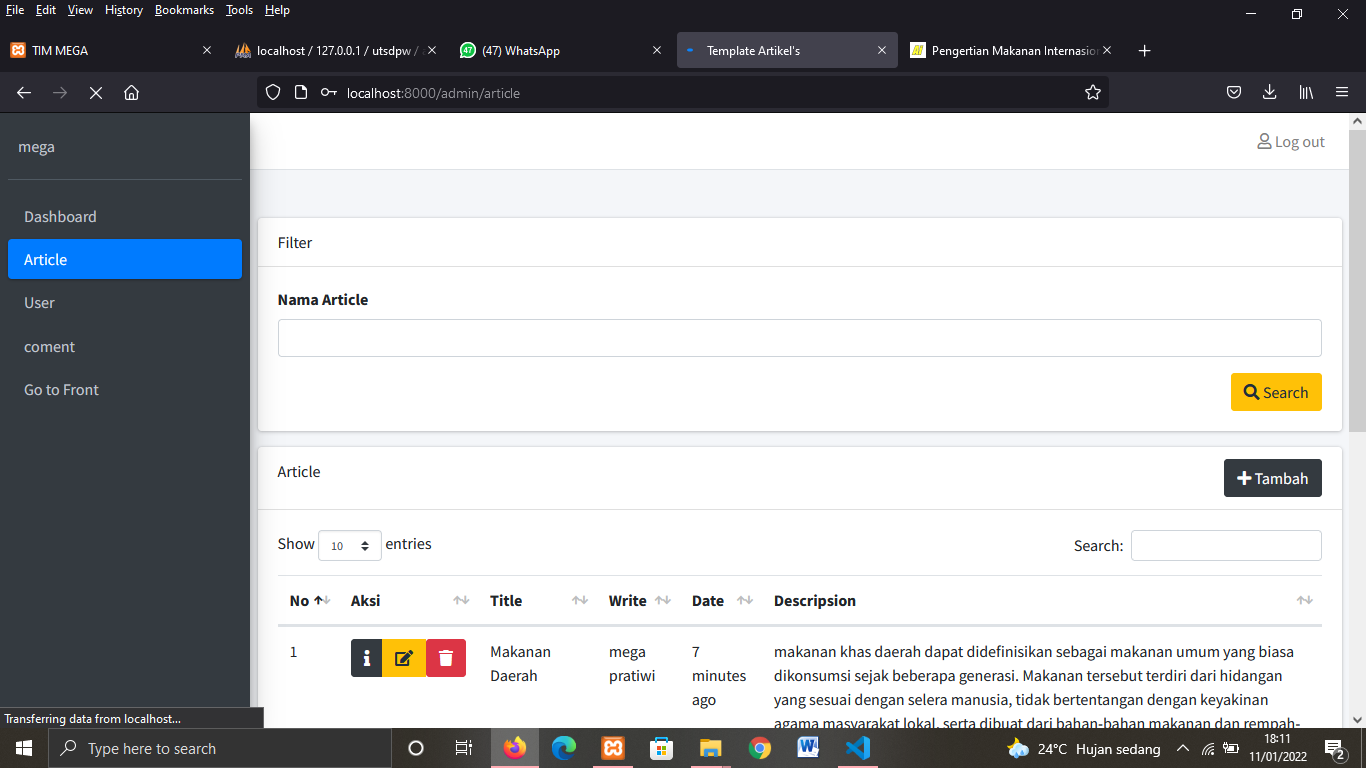 File Edit View History Bookmarks Tools Help
TIM MEGA
localhost / 127.0.0.1 / utsdpw /
47 (47) WhatsApp
Template Artikel's
Pengertian Makanan Internasion
localhost:8000/admin/article
mega
Log out
Dashboard
Article
User
coment
Go to Front
Filter
Nama Article
Search
Article
Tambah
Show 10 entries
Search:
No Aksi Title Write Date Descripsion
1 Makanan Daerah mega pratiwi 7 minutes ago
makanan khas daerah dapat didefinisikan sebagai makanan umum yang biasa
dikonsumsi sejak beberapa generasi. Makanan tersebut terdiri dari hidangan
yang sesuai dengan selera manusia, tidak bertentangan dengan keyakinan
agama masyarakat lokal, serta dibuat dari bahan-bahan makanan dan rempah-
Transferring data from localhost...
Type here to search
24°C Hujan sedang
18:11
11/01/2022
2